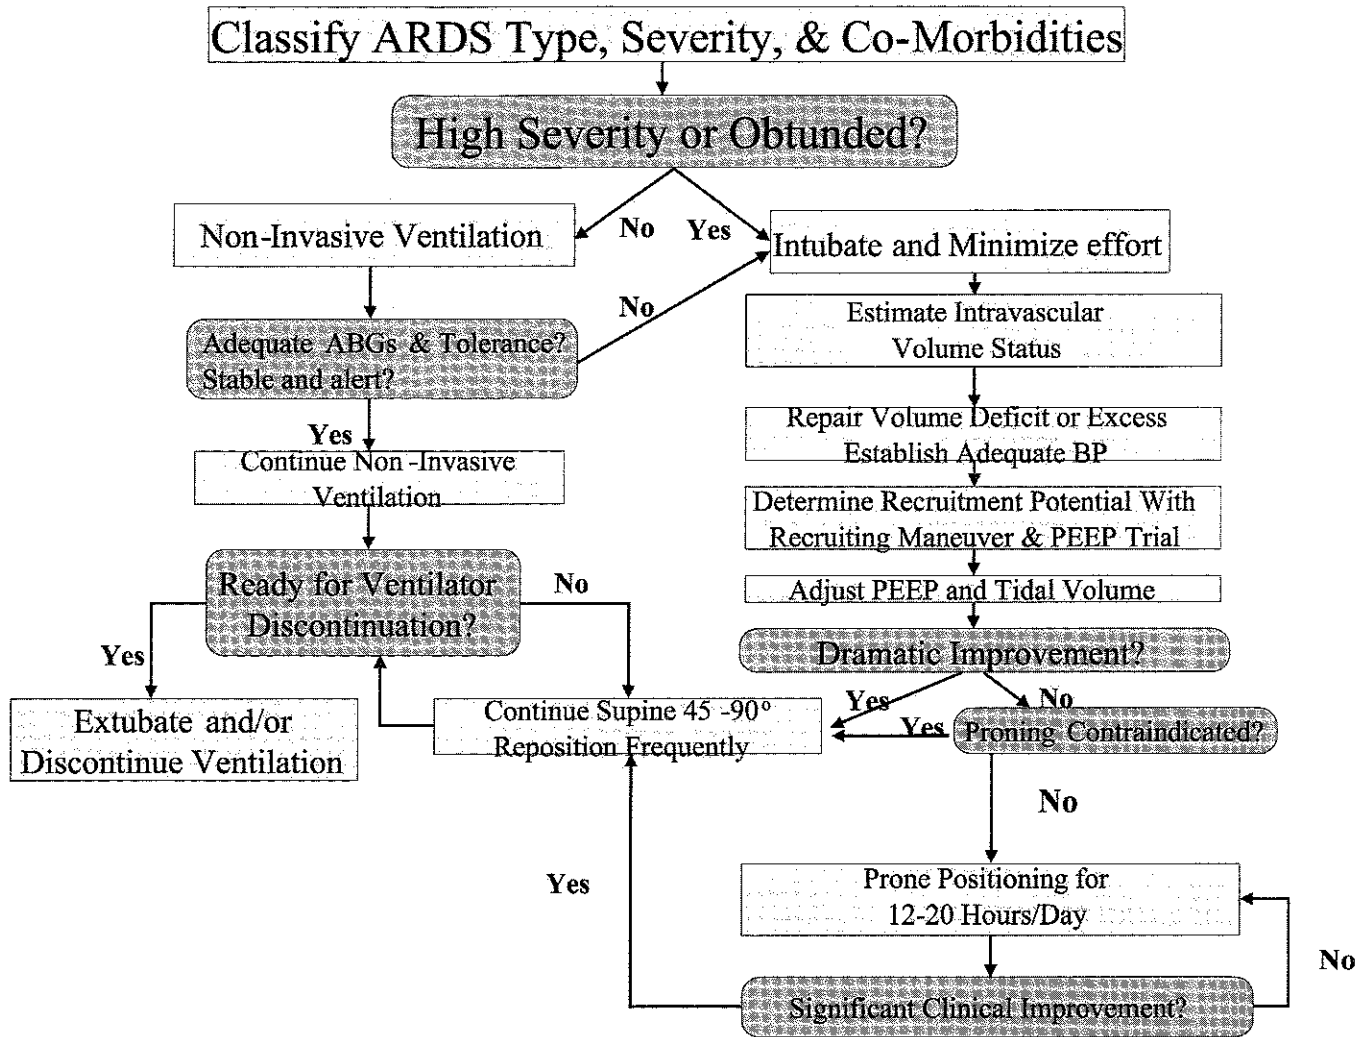 Classify ARDS Type, Severity, & Co-Morbidities
High Severity or Obtunded?
No
Yes
Non-Invasive Ventilation
Intubate and Minimize effort
No
Estimate Intravascular
Volume Status
Adequate ABGs & Tolerance?
Stable and alert?
Yes
Repair Volume Deficit or Excess
Establish Adequate BP
Continue Non-Invasive
Ventilation
Determine Recruitment Potential With
Recruiting Maneuver & PEEP Trial
Ready for Ventilator
Discontinuation?
No
Adjust PEEP and Tidal Volume
Yes
Dramatic Improvement?
Yes
No
Extubate and/or
Discontinue Ventilation
Continue Supine 45-90°
Reposition Frequently
Yes
Proning Contraindicated?
No
Yes
Prone Positioning for
12-20 Hours/Day
No
Significant Clinical Improvement?